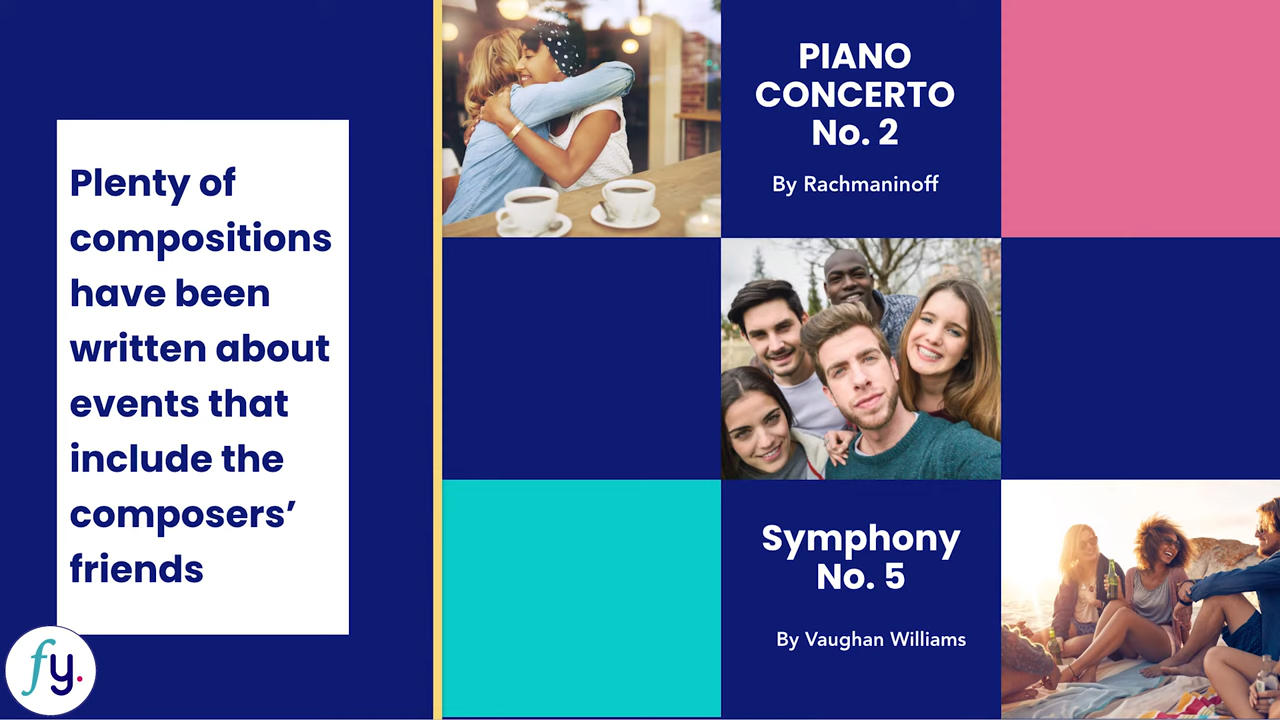 Plenty of
compositions
have been
written about
events that
include the
composers’
friends
fy.
PIANO
CONCERTO
No. 2
By Rachmaninoff
Symphony
No. 5
By Vaughan Williams